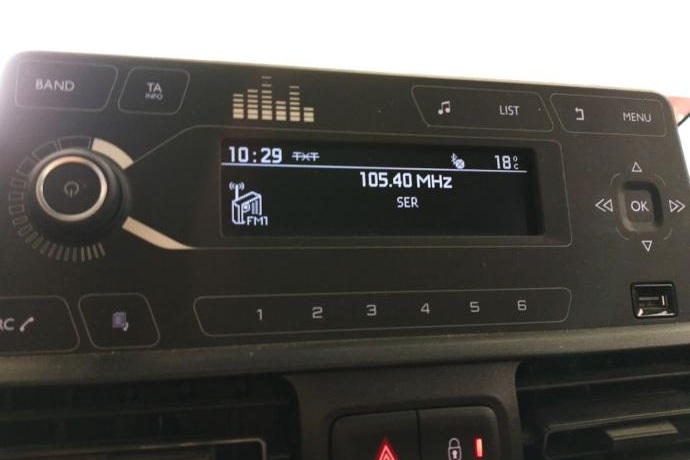 BAND
TA
INFO
LIST
MENU
10:29 TXT 18°C
105.40 MHz
SER
FM1
OK
RC
1 2 3 4 5 6